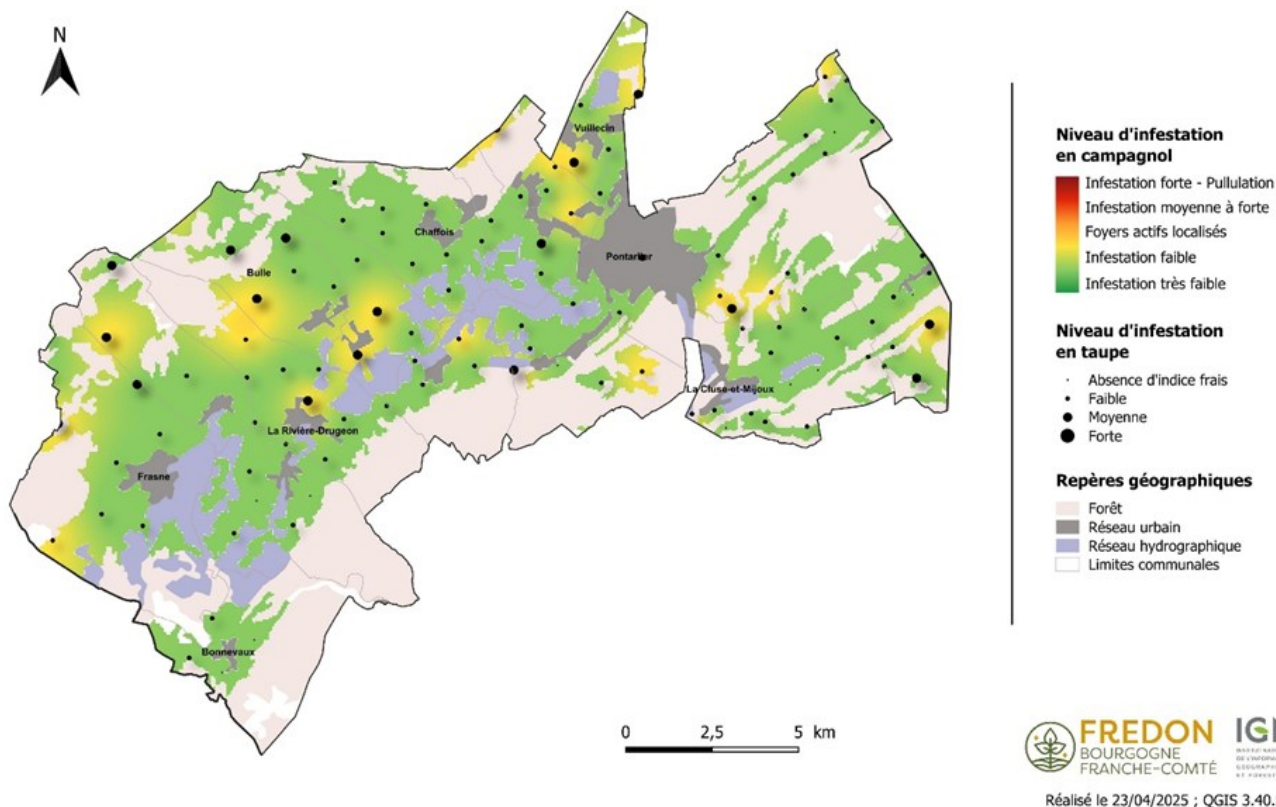 N
Vuillecin
Chaffois
Pontarlier
Bulle
La Cluse-et-Mijoux
La Rivière-Drugeon
Frasne
Bonnevaux
0 2,5 5 km
Niveau d'infestation
en campagnol
Infestation forte - Pullulation
Infestation moyenne à forte
Foyers actifs localisés
Infestation faible
Infestation très faible
Niveau d'infestation
en taupe
Absence d'indice frais
Faible
Moyenne
Forte
Repères géographiques
Forêt
Réseau urbain
Réseau hydrographique
Limites communales
FREDON
BOURGOGNE
FRANCHE-COMTÉ
Réalisé le 23/04/2025 ; QGIS 3.40